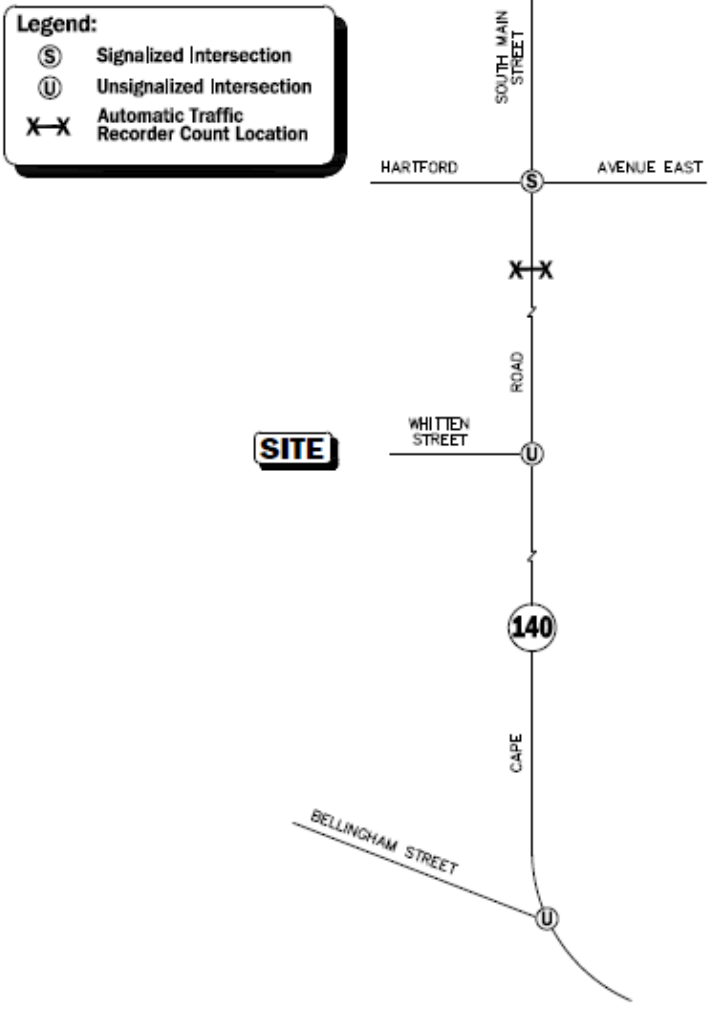 Legend:
S Signalized Intersection
U Unsignalized Intersection
X—X Automatic Traffic
Recorder Count Location
SOUTH MAIN
STREET
HARTFORD
AVENUE EAST
S
X—X
ROAD
WHITTEN
STREET
SITE
U
140
CAPE
BELLINGHAM STREET
U